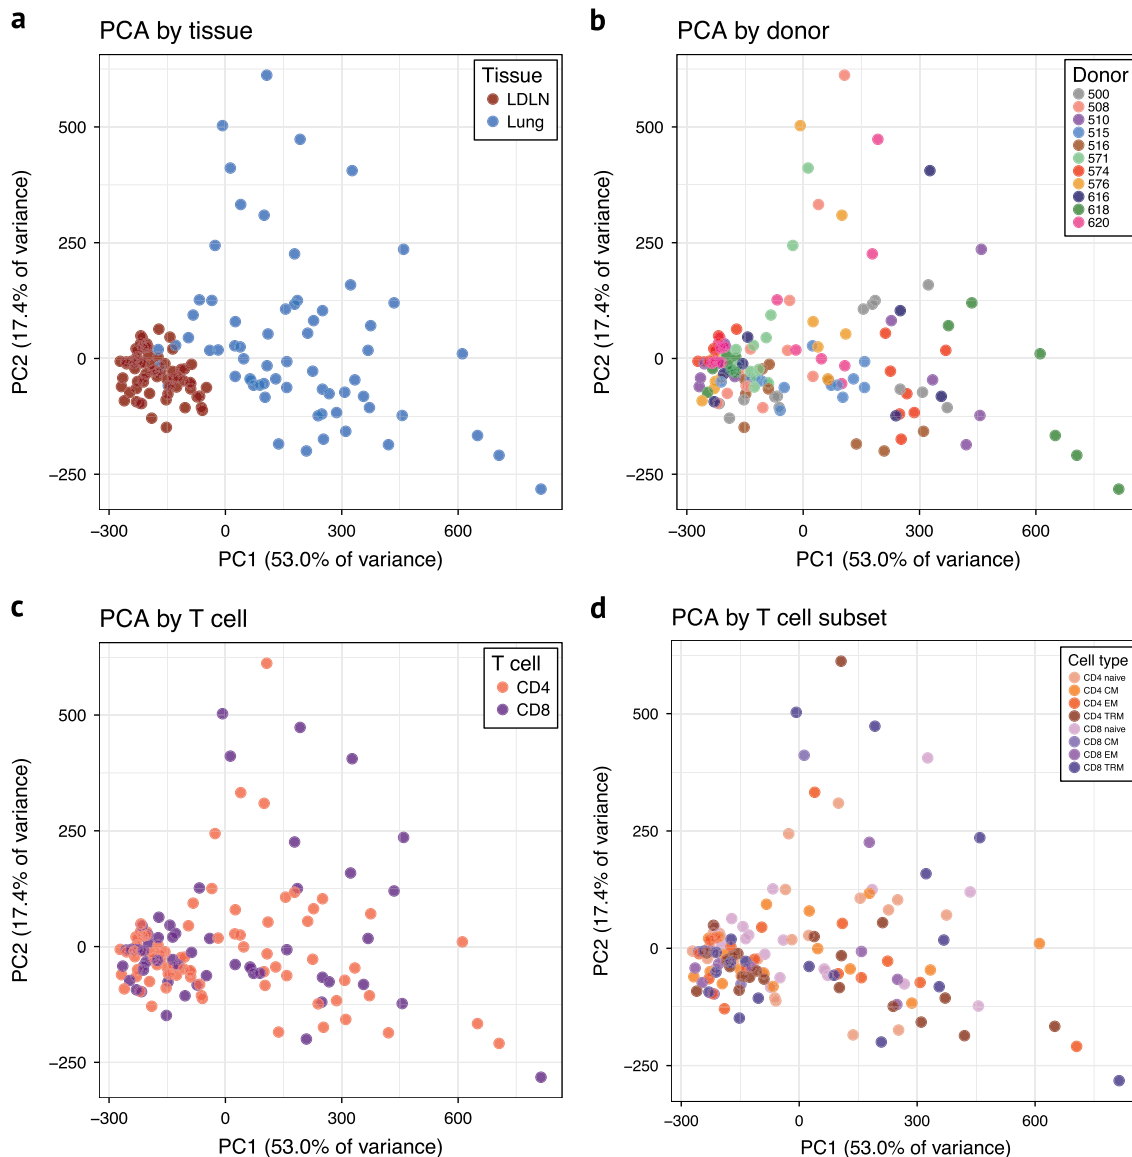 a
PCA by tissue
Tissue
LDLN
Lung
500
250
0
−250
−300
0
300
600
PC2 (17.4% of variance)
PC1 (53.0% of variance)
b
PCA by donor
Donor
500
508
510
515
516
571
574
576
616
618
620
500
250
0
−250
−300
0
300
600
PC2 (17.4% of variance)
PC1 (53.0% of variance)
c
PCA by T cell
T cell
CD4
CD8
500
250
0
−250
−300
0
300
600
PC2 (17.4% of variance)
PC1 (53.0% of variance)
d
PCA by T cell subset
Cell type
CD4 naive
CD4 CM
CD4 EM
CD4 TRM
CD8 naive
CD8 CM
CD8 EM
CD8 TRM
500
250
0
−250
−300
0
300
600
PC2 (17.4% of variance)
PC1 (53.0% of variance)